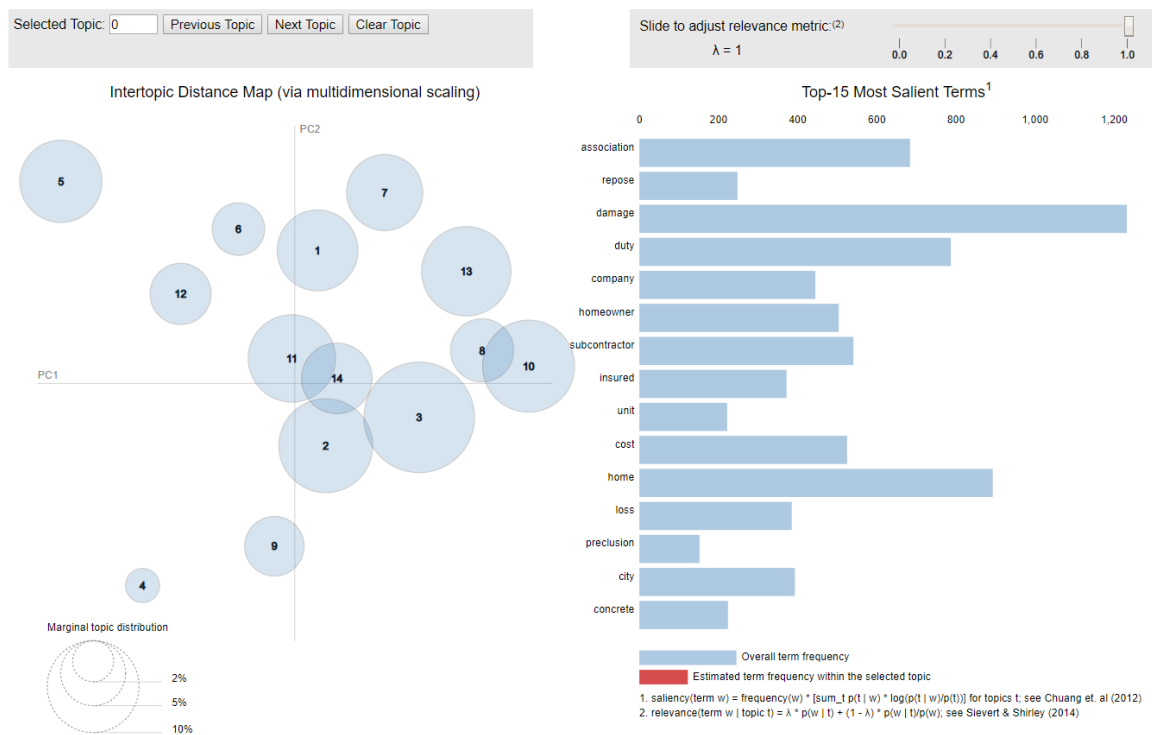 Selected Topic: 0 Previous Topic Next Topic Clear Topic
Slide to adjust relevance metric:(2)
λ = 1
0.0 0.2 0.4 0.6 0.8 1.0
Intertopic Distance Map (via multidimensional scaling)
PC2
PC1
5
7
6
1
13
12
11
8
10
14
3
2
9
4
Marginal topic distribution
2%
5%
10%
Top-15 Most Salient Terms1
0 200 400 600 800 1,000 1,200
association
repose
damage
duty
company
homeowner
subcontractor
insured
unit
cost
home
loss
preclusion
city
concrete
Overall term frequency
Estimated term frequency within the selected topic
1. saliency(term w) = frequency(w) * [sum_t p(t | w) * log(p(t | w)/p(t))] for topics t; see Chuang et. al (2012)
2. relevance(term w | topic t) = λ * p(w | t) + (1 - λ) * p(w | t)/p(w); see Sievert & Shirley (2014)